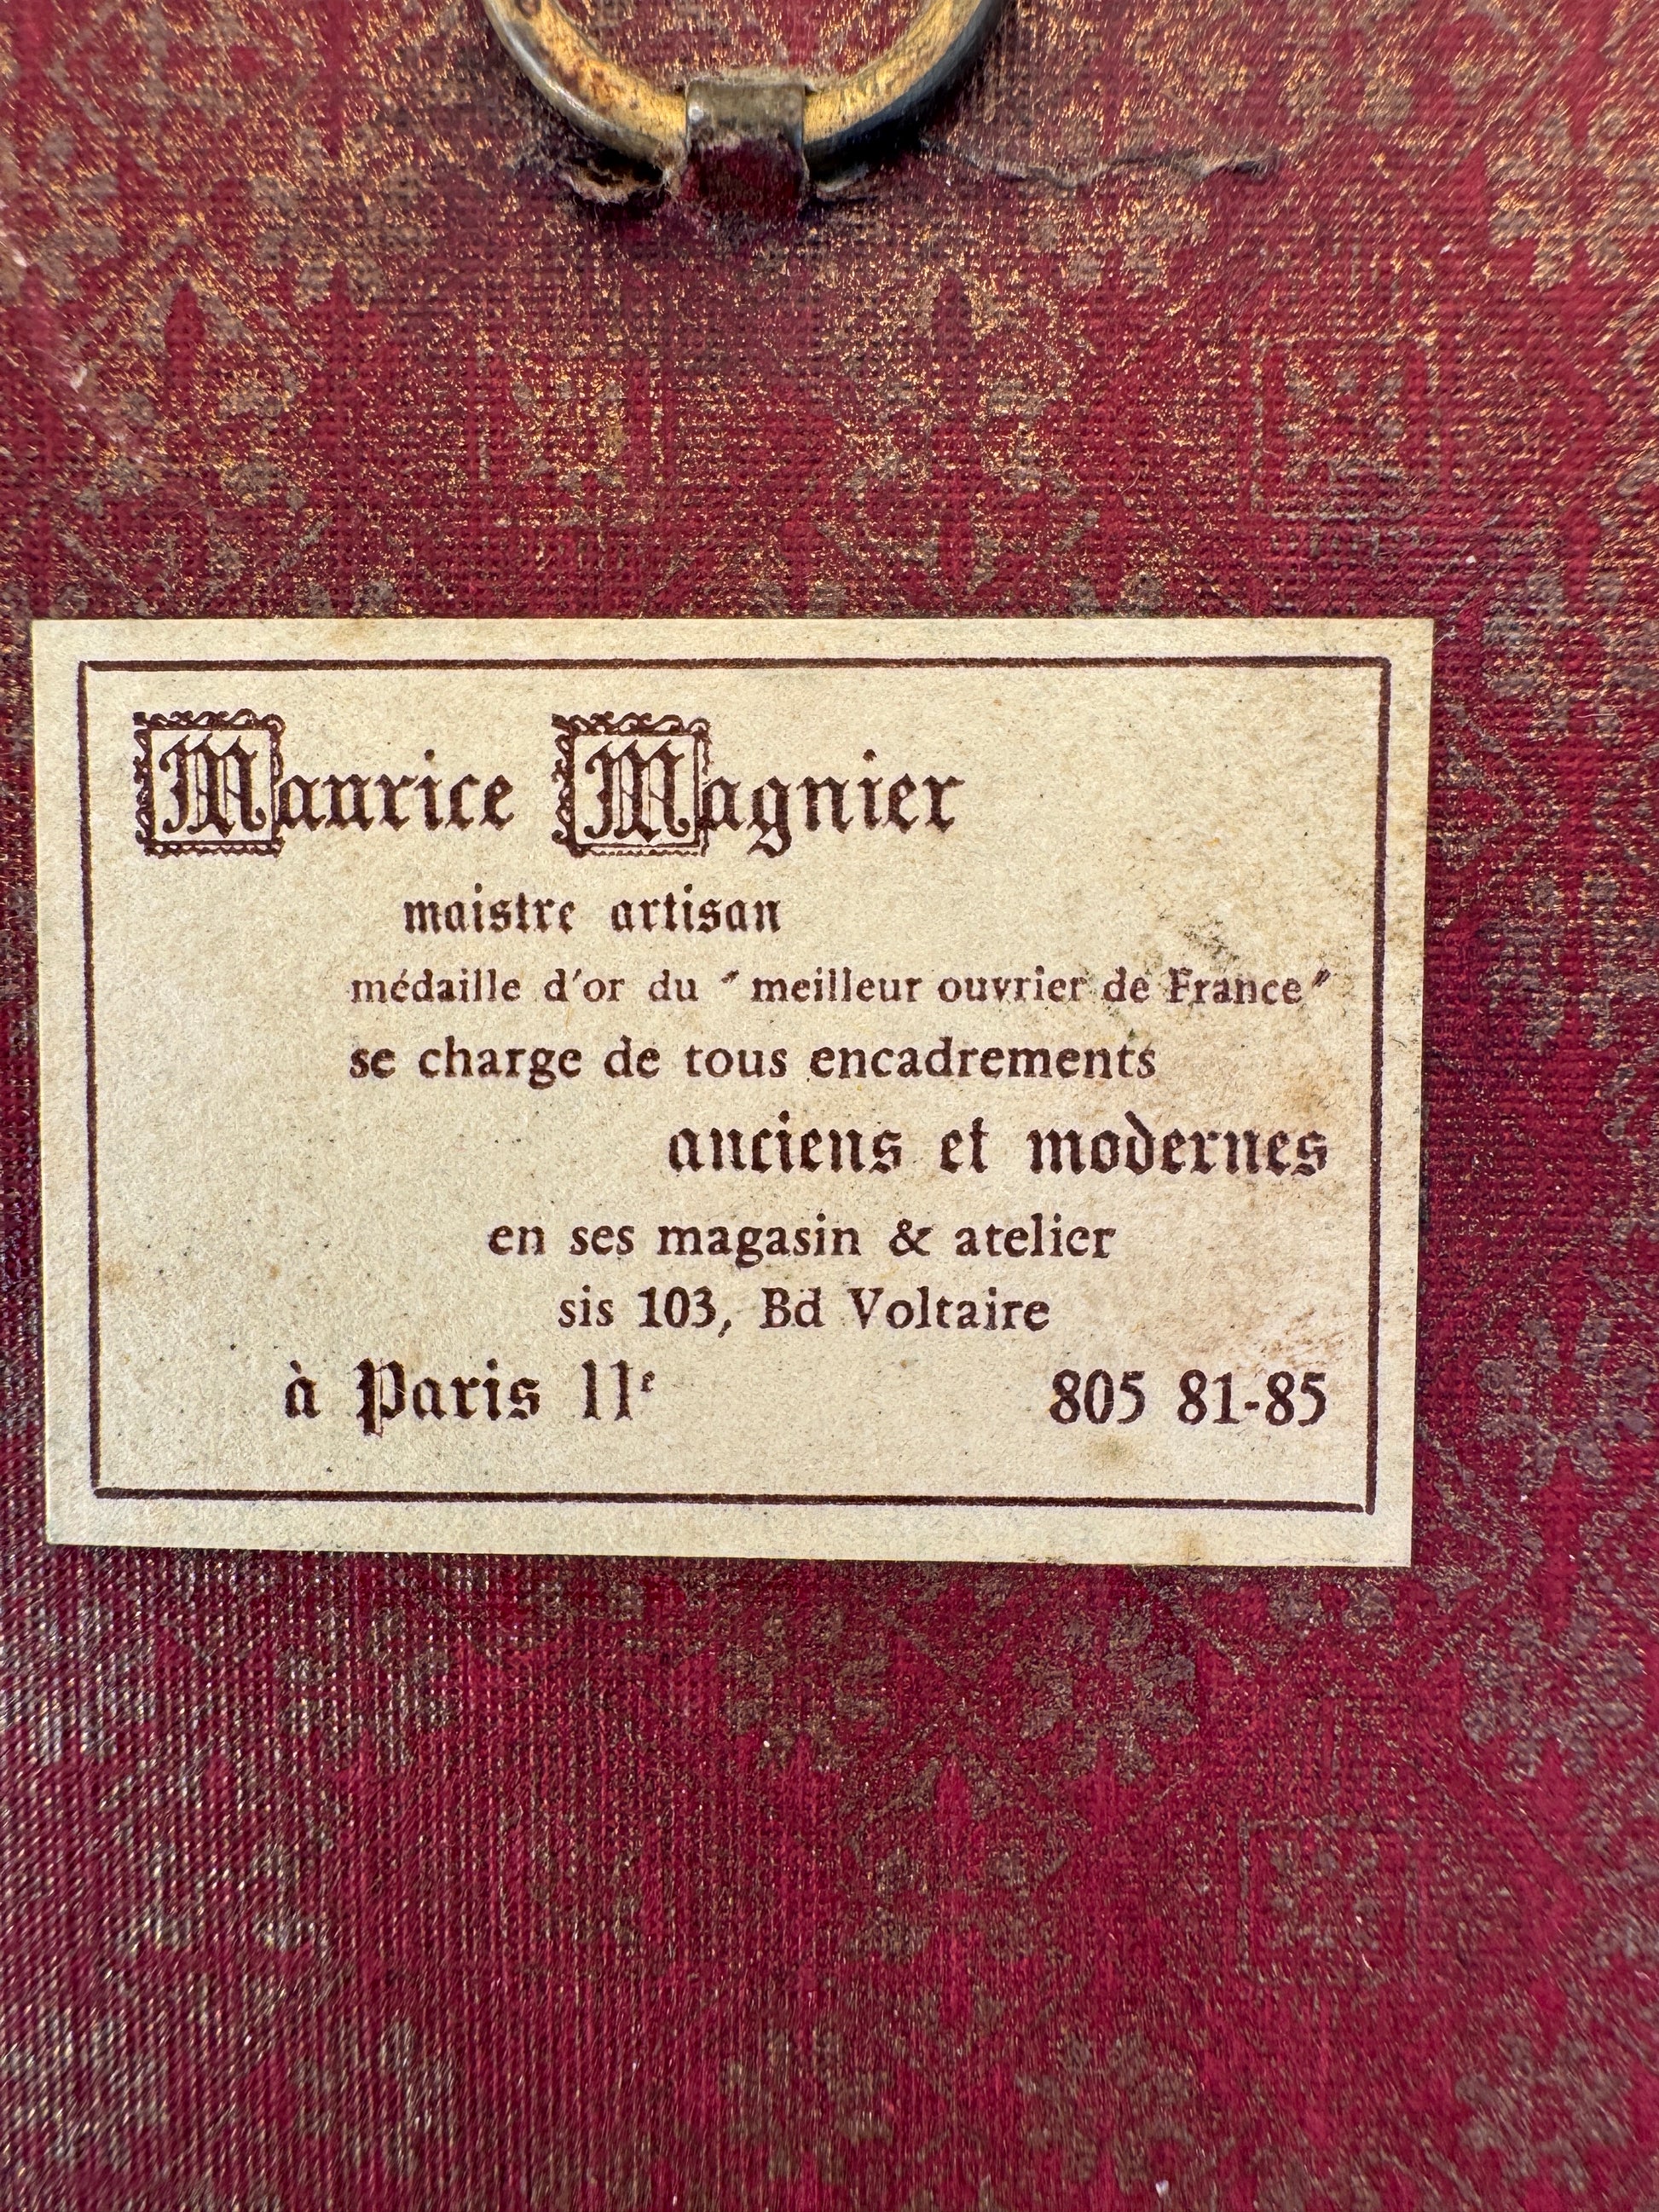 Maurice Magnier
maistre artisan
médaille d'or du "meilleur ouvrier de France"
se charge de tous encadrements
anciens et modernes
en ses magasin & atelier
sis 103, Bd Voltaire
à Paris 11e 805 81-85